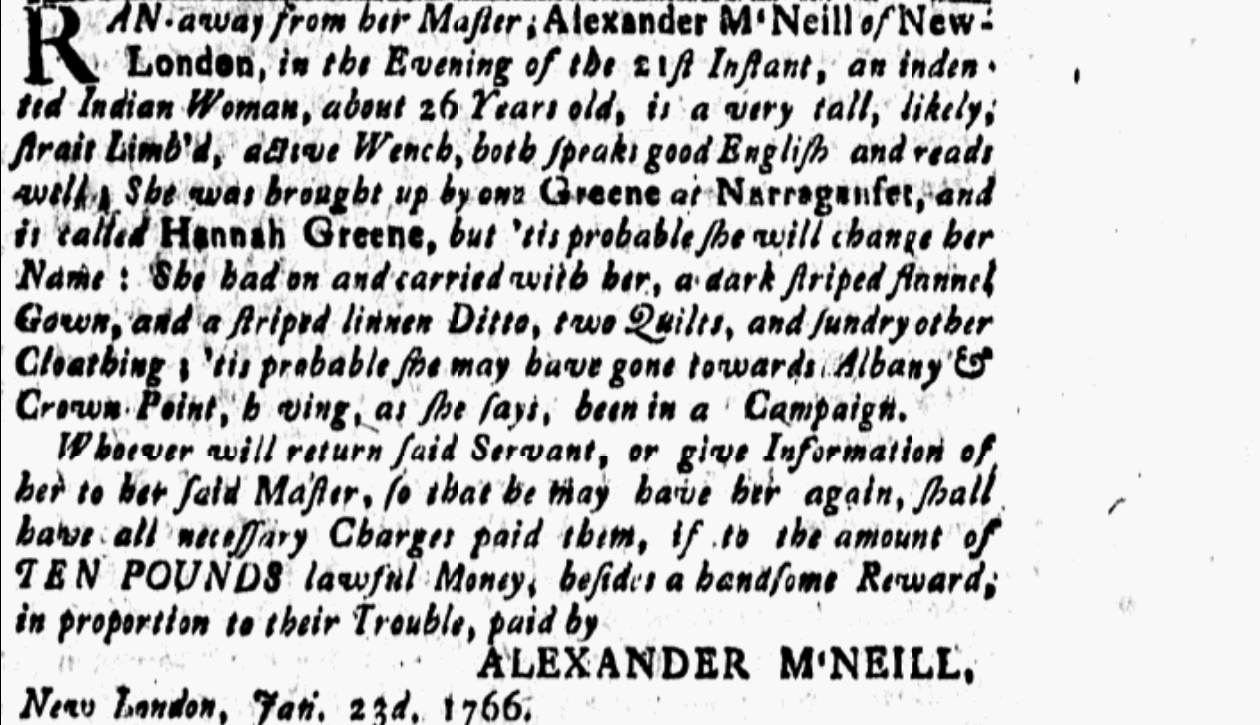 RAN-away from her Maſter, Alexander M‘Neill of New-
London, in the Evening of the 21ſt Inſtant, an inden-
ted Indian Woman, about 26 Years old, is a very tall, likely,
ſtrait Limb'd, active Wench, both ſpeaks good Engliſh and reads
well; She was brought up by one Greene at Narraganſet, and
is called Hannah Greene, but 'tis probable ſhe will change her
Name: She had on and carried with her, a dark ſtriped flannel
Gown, and a ſtriped linnen Ditto, two Quilts, and ſundry other
Cloathing; 'tis probable ſhe may have gone towards Albany &
Crown-Point, h ving, as ſhe ſays, been in a Campaign.
Whoever will return ſaid Servant, or give Information of
her to her ſaid Maſter, ſo that he may have her again, ſhall
have all neceſſary Charges paid them, if to the amount of
TEN POUNDS lawful Money, beſides a handſome Reward,
in proportion to their Trouble, paid by
ALEXANDER M‘NEILL.
New London, Jan. 23d, 1766.